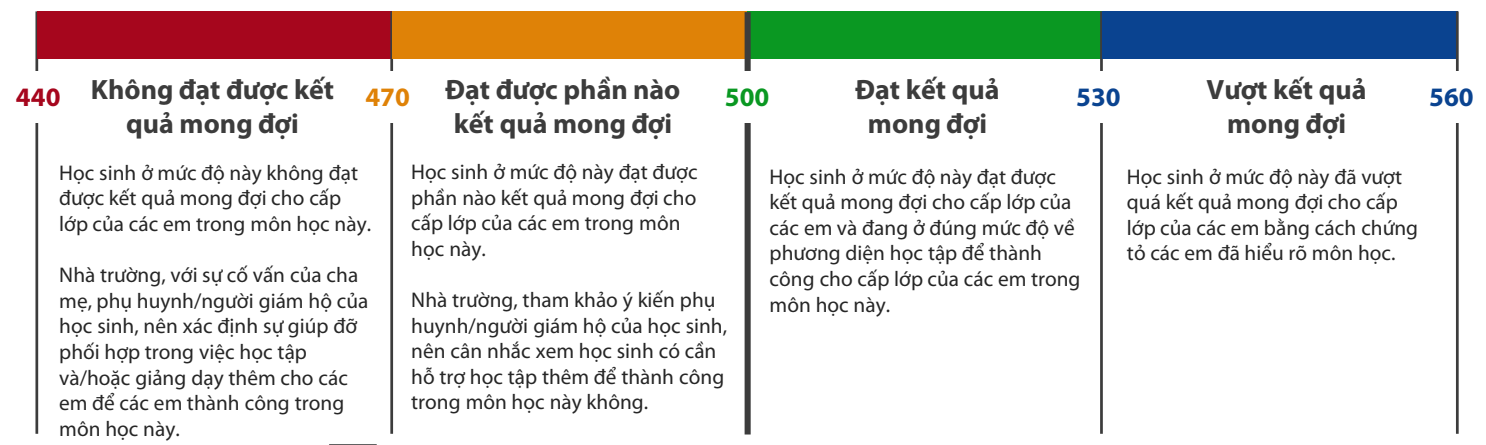 440
Không đạt được kết
quả mong đợi
470
Đạt được phần nào
kết quả mong đợi
500
Đạt kết quả
mong đợi
530
Vượt kết quả
mong đợi
560
Học sinh ở mức độ này không đạt
được kết quả mong đợi cho cấp
lớp của các em trong môn học này.
Nhà trường, với sự cố vấn của cha
mẹ, phụ huynh/người giám hộ của
học sinh, nên xác định sự giúp đỡ
phối hợp trong việc học tập
và/hoặc giảng dạy thêm cho các
em để các em thành công trong
môn học này.
Học sinh ở mức độ này đạt được
phần nào kết quả mong đợi cho
cấp lớp của các em trong môn
học này.
Nhà trường, tham khảo ý kiến phụ
huynh/người giám hộ của học sinh,
nên cân nhắc xem học sinh có cần
hỗ trợ học tập thêm để thành công
trong môn học này không.
Học sinh ở mức độ này đạt được
kết quả mong đợi cho cấp lớp của
các em và đang ở đúng mức độ về
phương diện học tập để thành
công cho cấp lớp của các em trong
môn học này.
Học sinh ở mức độ này đã vượt
quá kết quả mong đợi cho cấp
lớp của các em bằng cách chứng
tỏ các em đã hiểu rõ môn học.